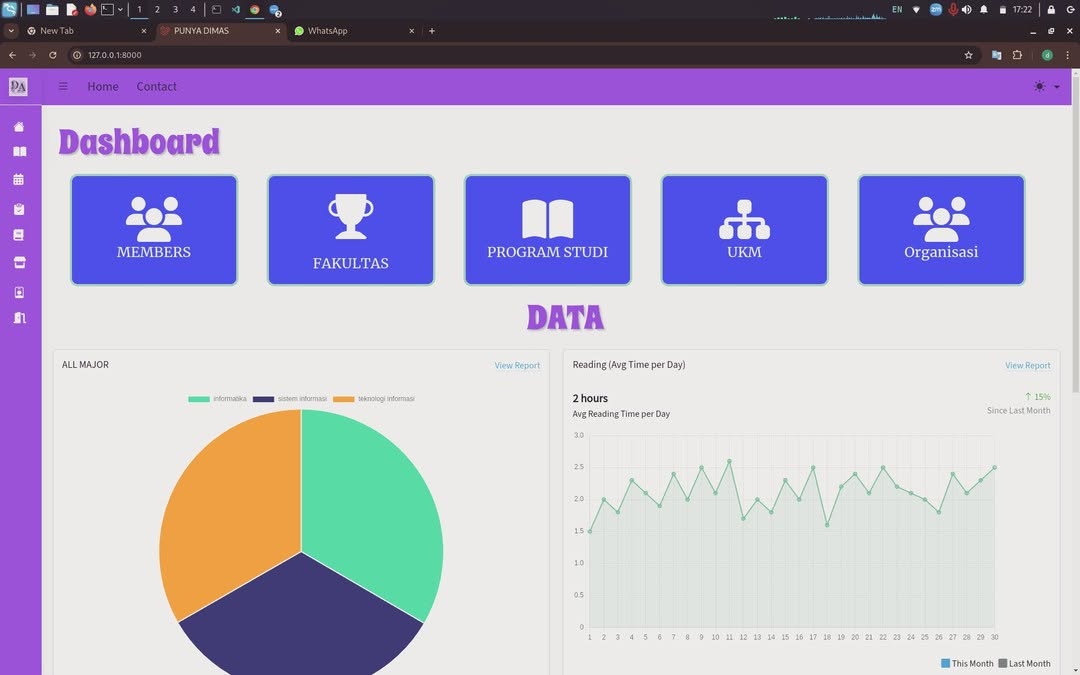 1 2 3 4 2 EN zm 17:22
New Tab PUNYA DIMAS WhatsApp
127.0.0.1:8000 d
DA Home Contact
Dashboard
MEMBERS FAKULTAS PROGRAM STUDI UKM Organisasi
DATA
ALL MAJOR View Report
informatika sistem informasi teknologi informasi
Reading (Avg Time per Day) View Report
2 hours ↑ 15%
Avg Reading Time per Day Since Last Month
3.0
2.5
2.0
1.5
1.0
0.5
0
1 2 3 4 5 6 7 8 9 10 11 12 13 14 15 16 17 18 19 20 21 22 23 24 25 26 27 28 29 30
This Month Last Month